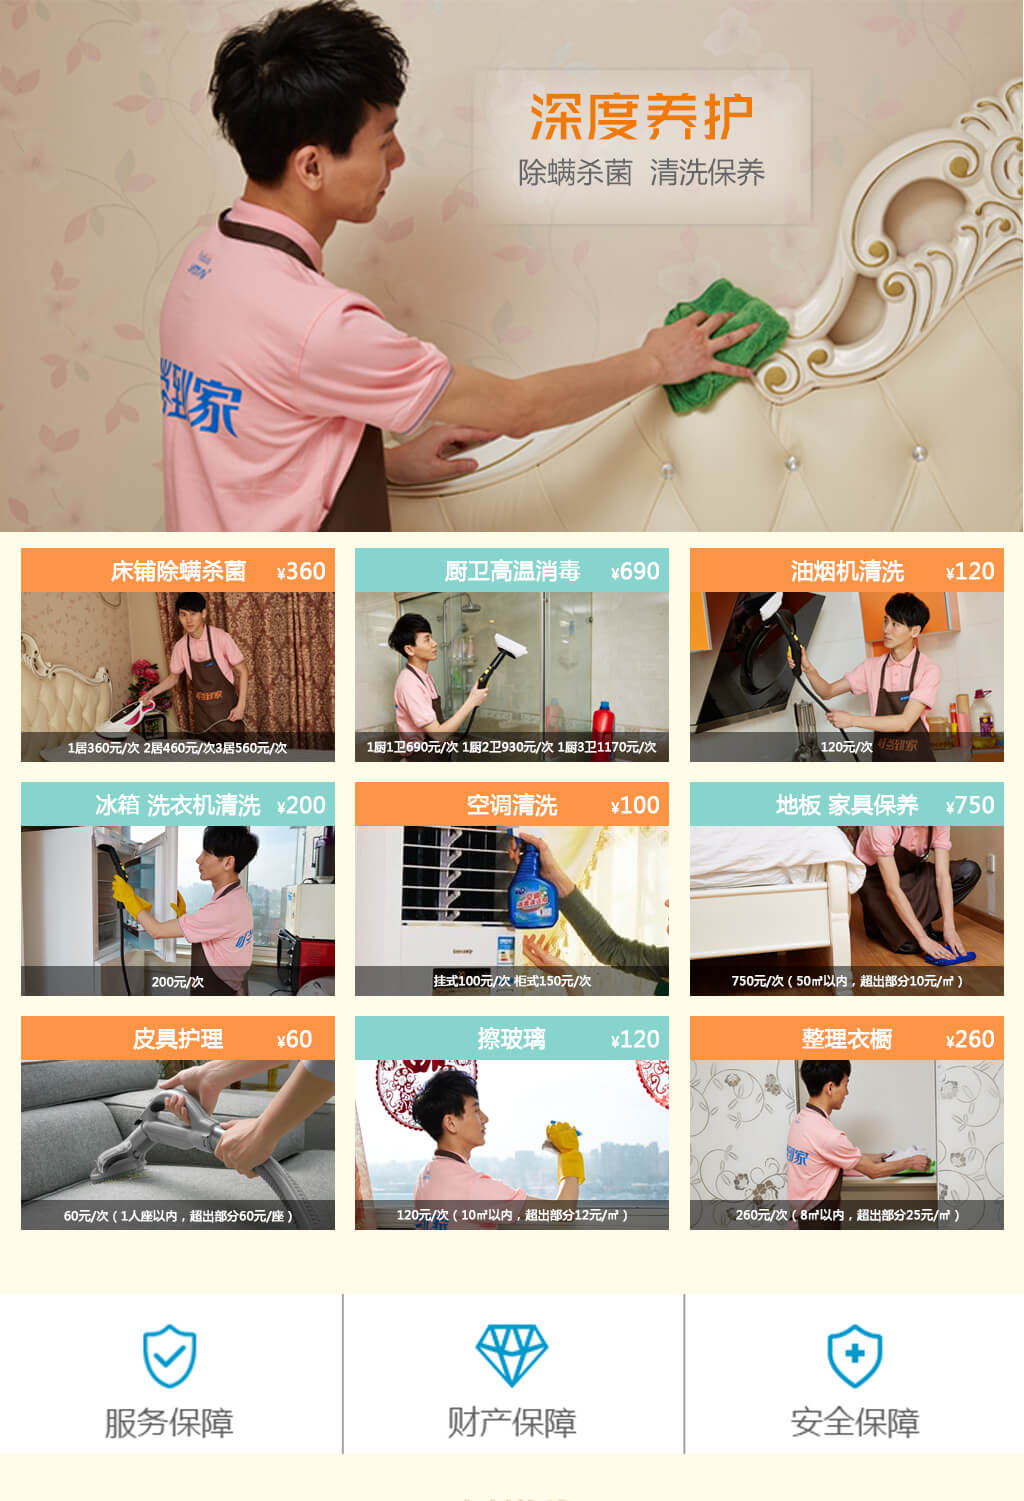 深度养护
除螨杀菌 清洗保养
到家
床铺除螨杀菌 ¥360
1居360元/次 2居460元/次3居560元/次
厨卫高温消毒 ¥690
1厨1卫690元/次 1厨2卫930元/次 1厨3卫1170元/次
油烟机清洗 ¥120
120元/次
冰箱 洗衣机清洗 ¥200
200元/次
空调清洗 ¥100
挂式100元/次 柜式150元/次
地板 家具保养 ¥750
750元/次（50㎡以内，超出部分10元/㎡）
皮具护理 ¥60
60元/次（1人座以内，超出部分60元/座）
擦玻璃 ¥120
120元/次（10㎡以内，超出部分12元/㎡）
整理衣橱 ¥260
260元/次（8㎡以内，超出部分25元/㎡）
服务保障
财产保障
安全保障